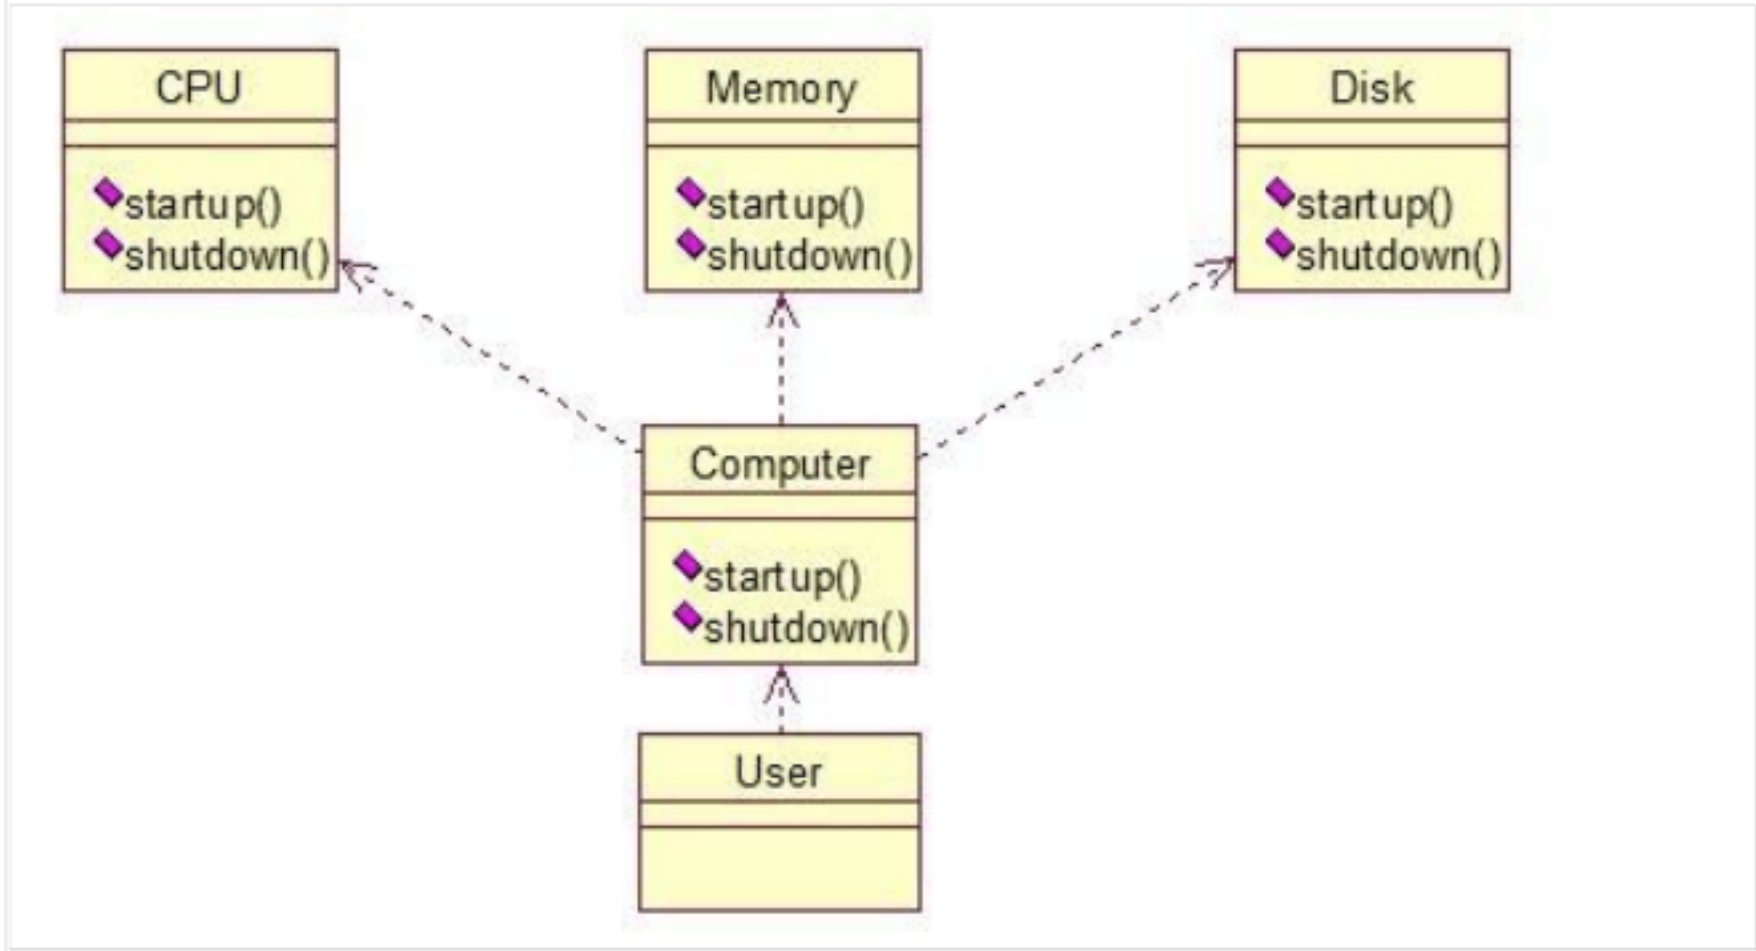 CPU
startup()
shutdown()
Memory
startup()
shutdown()
Disk
startup()
shutdown()
Computer
startup()
shutdown()
User